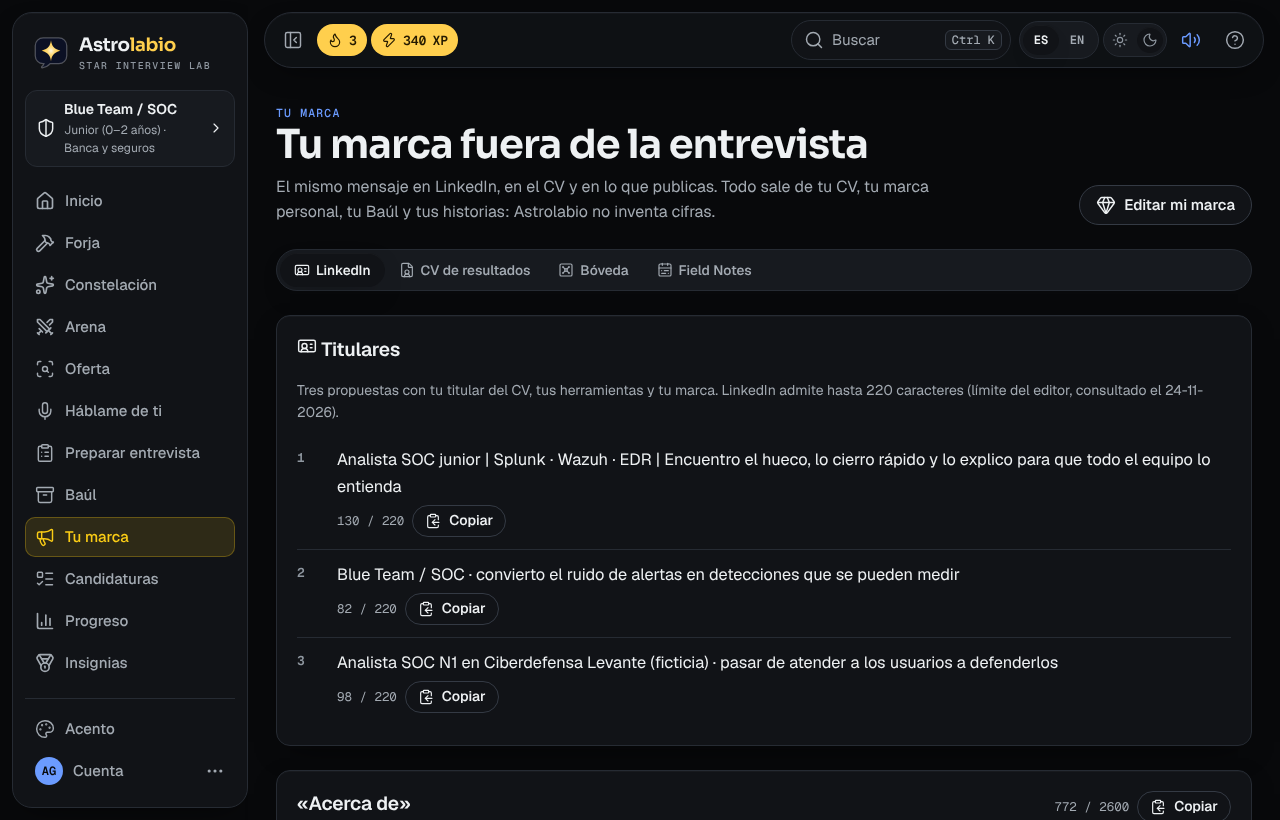 Astrolabio
STAR INTERVIEW LAB
Blue Team / SOC
Junior (0–2 años) ·
Banca y seguros
Inicio
Forja
Constelación
Arena
Oferta
Háblame de ti
Preparar entrevista
Baúl
Tu marca
Candidaturas
Progreso
Insignias
Acento
AG Cuenta
3
340 XP
Buscar
Ctrl K
ES EN
TU MARCA
Tu marca fuera de la entrevista
El mismo mensaje en LinkedIn, en el CV y en lo que publicas. Todo sale de tu CV, tu marca
personal, tu Baúl y tus historias: Astrolabio no inventa cifras.
Editar mi marca
LinkedIn
CV de resultados
Bóveda
Field Notes
Titulares
Tres propuestas con tu titular del CV, tus herramientas y tu marca. LinkedIn admite hasta 220 caracteres (límite del editor, consultado el 24-11-
2026).
1 Analista SOC junior | Splunk · Wazuh · EDR | Encuentro el hueco, lo cierro rápido y lo explico para que todo el equipo lo
entienda
130 / 220 Copiar
2 Blue Team / SOC · convierto el ruido de alertas en detecciones que se pueden medir
82 / 220 Copiar
3 Analista SOC N1 en Ciberdefensa Levante (ficticia) · pasar de atender a los usuarios a defenderlos
98 / 220 Copiar
«Acerca de»
772 / 2600 Copiar